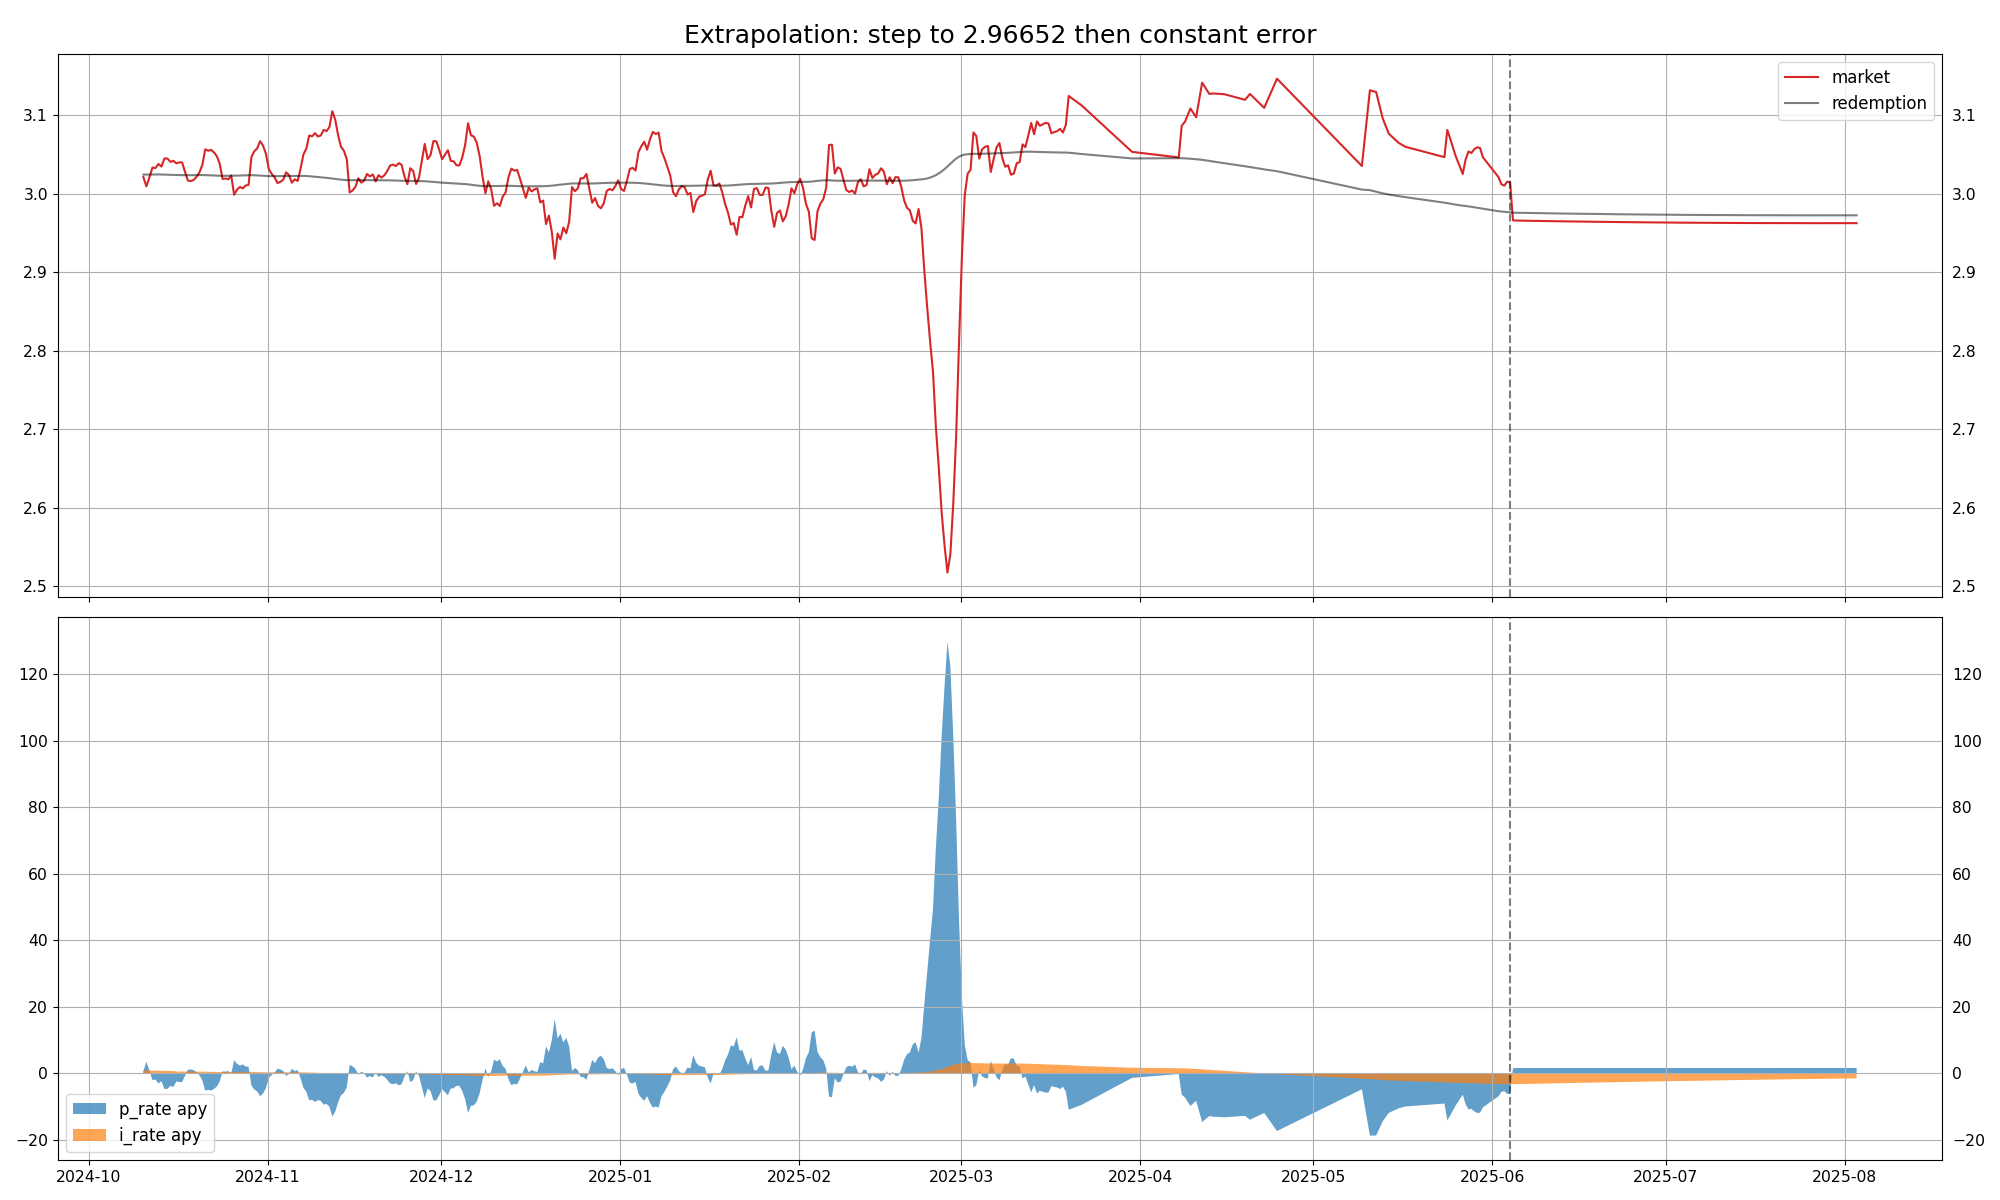 Extrapolation: step to 2.96652 then constant error
market
redemption
3.1 3.1
3.0 3.0
2.9 2.9
2.8 2.8
2.7 2.7
2.6 2.6
2.5 2.5
120 120
100 100
80 80
60 60
40 40
20 20
0 0
p_rate apy
i_rate apy
−20 −20
2024-10 2024-11 2024-12 2025-01 2025-02 2025-03 2025-04 2025-05 2025-06 2025-07 2025-08